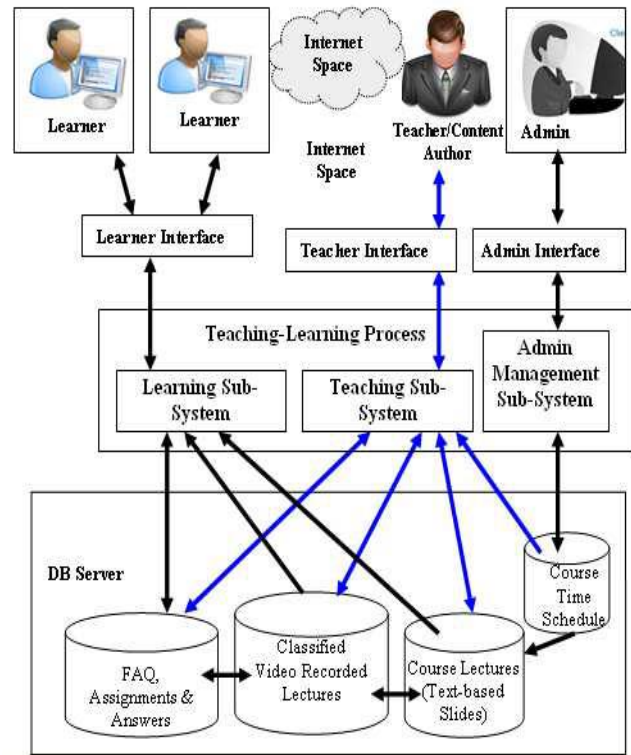 Internet
Space
Learner
Learner
Teacher/Content
Author
Admin
Internet
Space
Learner Interface
Teacher Interface
Admin Interface
Teaching-Learning Process
Learning Sub-
System
Teaching Sub-
System
Admin
Management
Sub-System
DB Server
FAQ,
Assignments &
Answers
Classified
Video Recorded
Lectures
Course Lectures
(Text-based
Slides)
Course
Time
Schedule